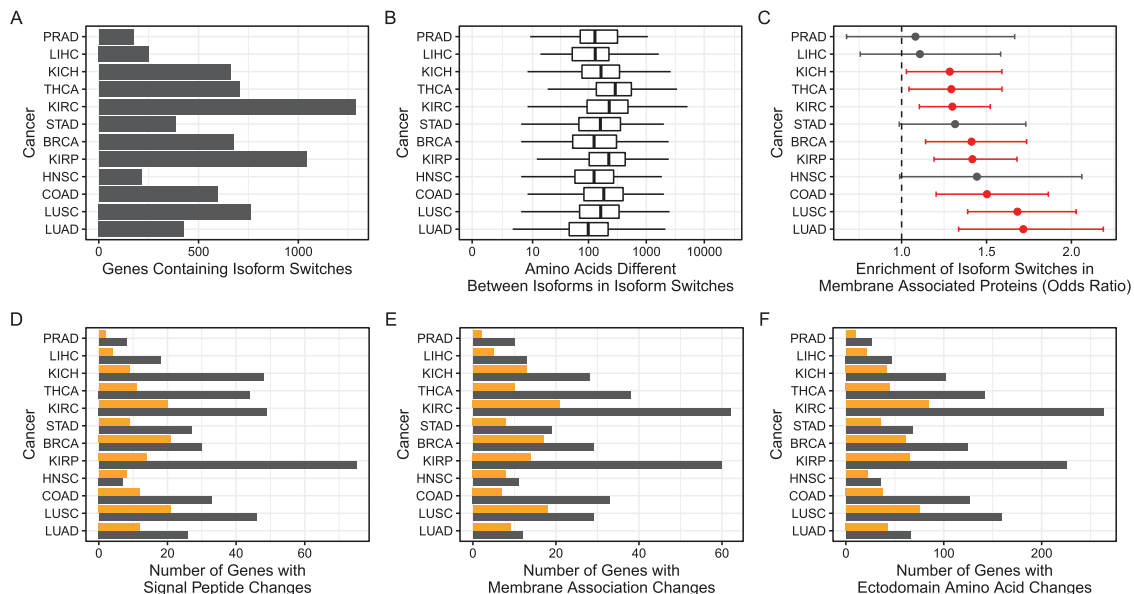 A
Cancer
PRAD
LIHC
KICH
THCA
KIRC
STAD
BRCA
KIRP
HNSC
COAD
LUSC
LUAD
0 500 1000
Genes Containing Isoform Switches
B
Cancer
PRAD
LIHC
KICH
THCA
KIRC
STAD
BRCA
KIRP
HNSC
COAD
LUSC
LUAD
0 10 100 1000 10000
Amino Acids Different
Between Isoforms in Isoform Switches
C
Cancer
PRAD
LIHC
KICH
THCA
KIRC
STAD
BRCA
KIRP
HNSC
COAD
LUSC
LUAD
1.0 1.5 2.0
Enrichment of Isoform Switches in
Membrane Associated Proteins (Odds Ratio)
D
Cancer
PRAD
LIHC
KICH
THCA
KIRC
STAD
BRCA
KIRP
HNSC
COAD
LUSC
LUAD
0 20 40 60
Number of Genes with
Signal Peptide Changes
E
Cancer
PRAD
LIHC
KICH
THCA
KIRC
STAD
BRCA
KIRP
HNSC
COAD
LUSC
LUAD
0 20 40 60
Number of Genes with
Membrane Association Changes
F
Cancer
PRAD
LIHC
KICH
THCA
KIRC
STAD
BRCA
KIRP
HNSC
COAD
LUSC
LUAD
0 100 200
Number of Genes with
Ectodomain Amino Acid Changes